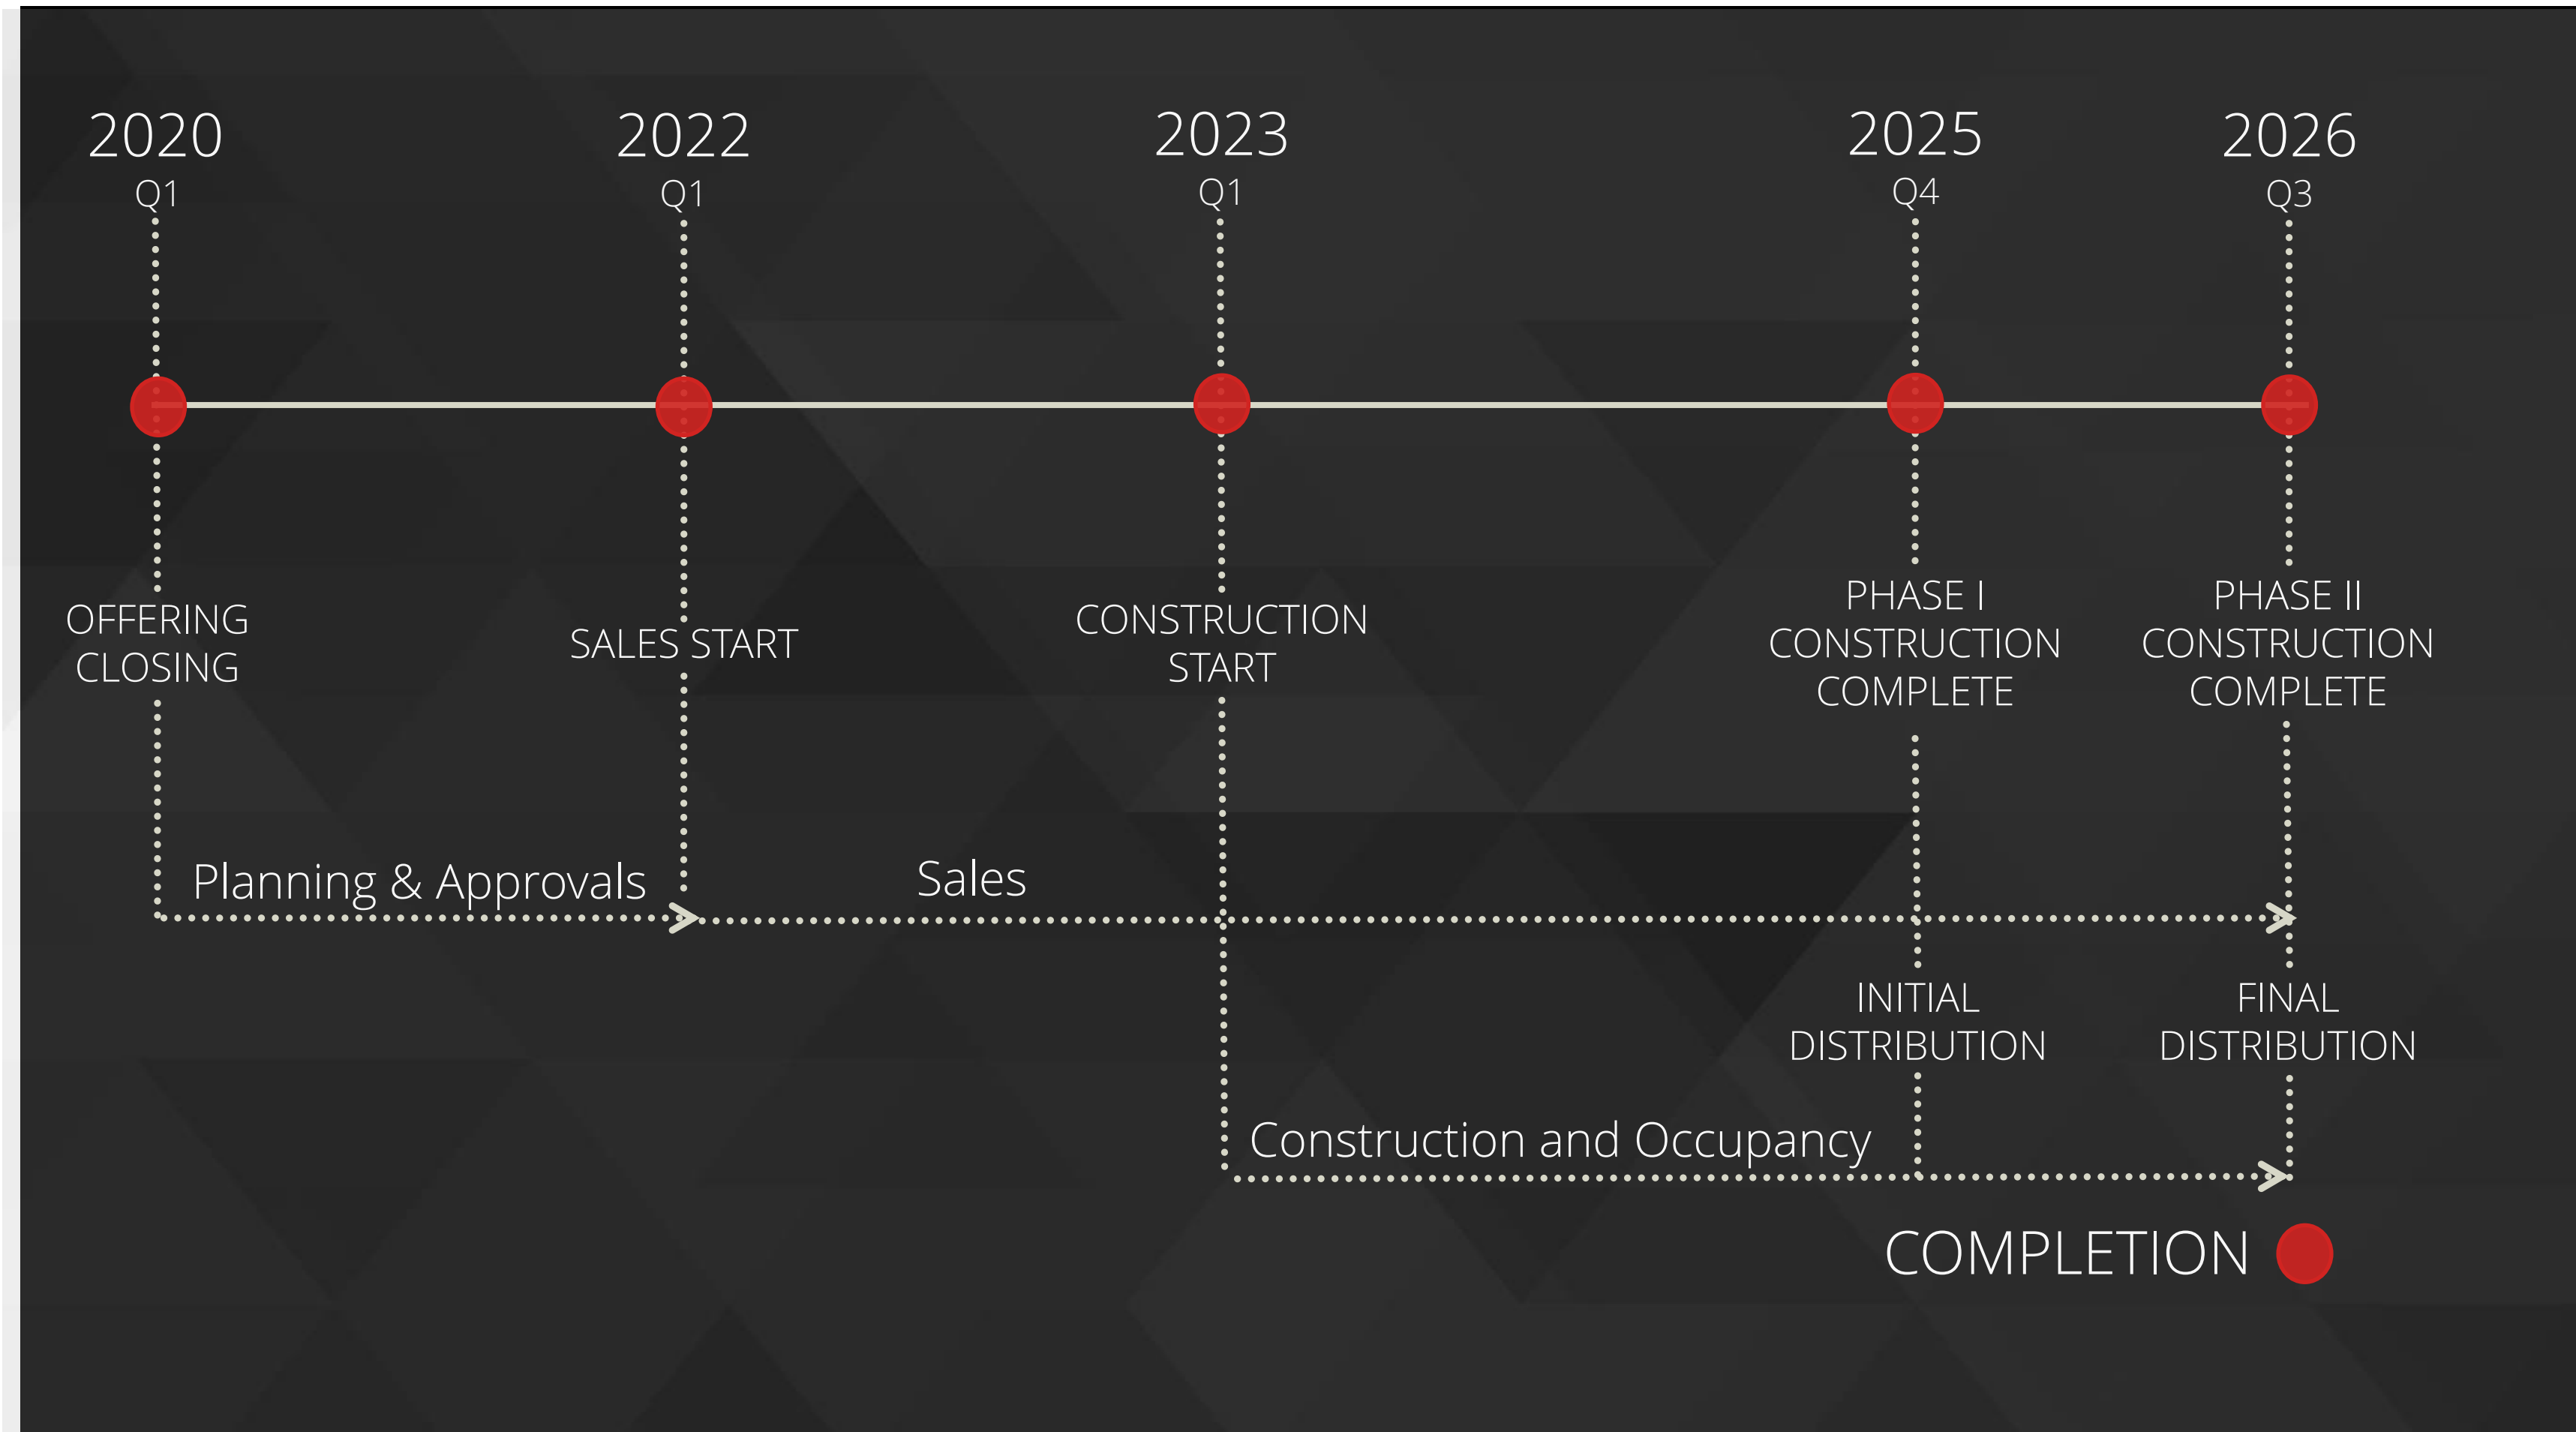 2020
Q1
2022
Q1
2023
Q1
2025
Q4
2026
Q3
OFFERING
CLOSING
SALES START
CONSTRUCTION
START
PHASE I
CONSTRUCTION
COMPLETE
PHASE II
CONSTRUCTION
COMPLETE
Planning & Approvals
Sales
INITIAL
DISTRIBUTION
FINAL
DISTRIBUTION
Construction and Occupancy
COMPLETION